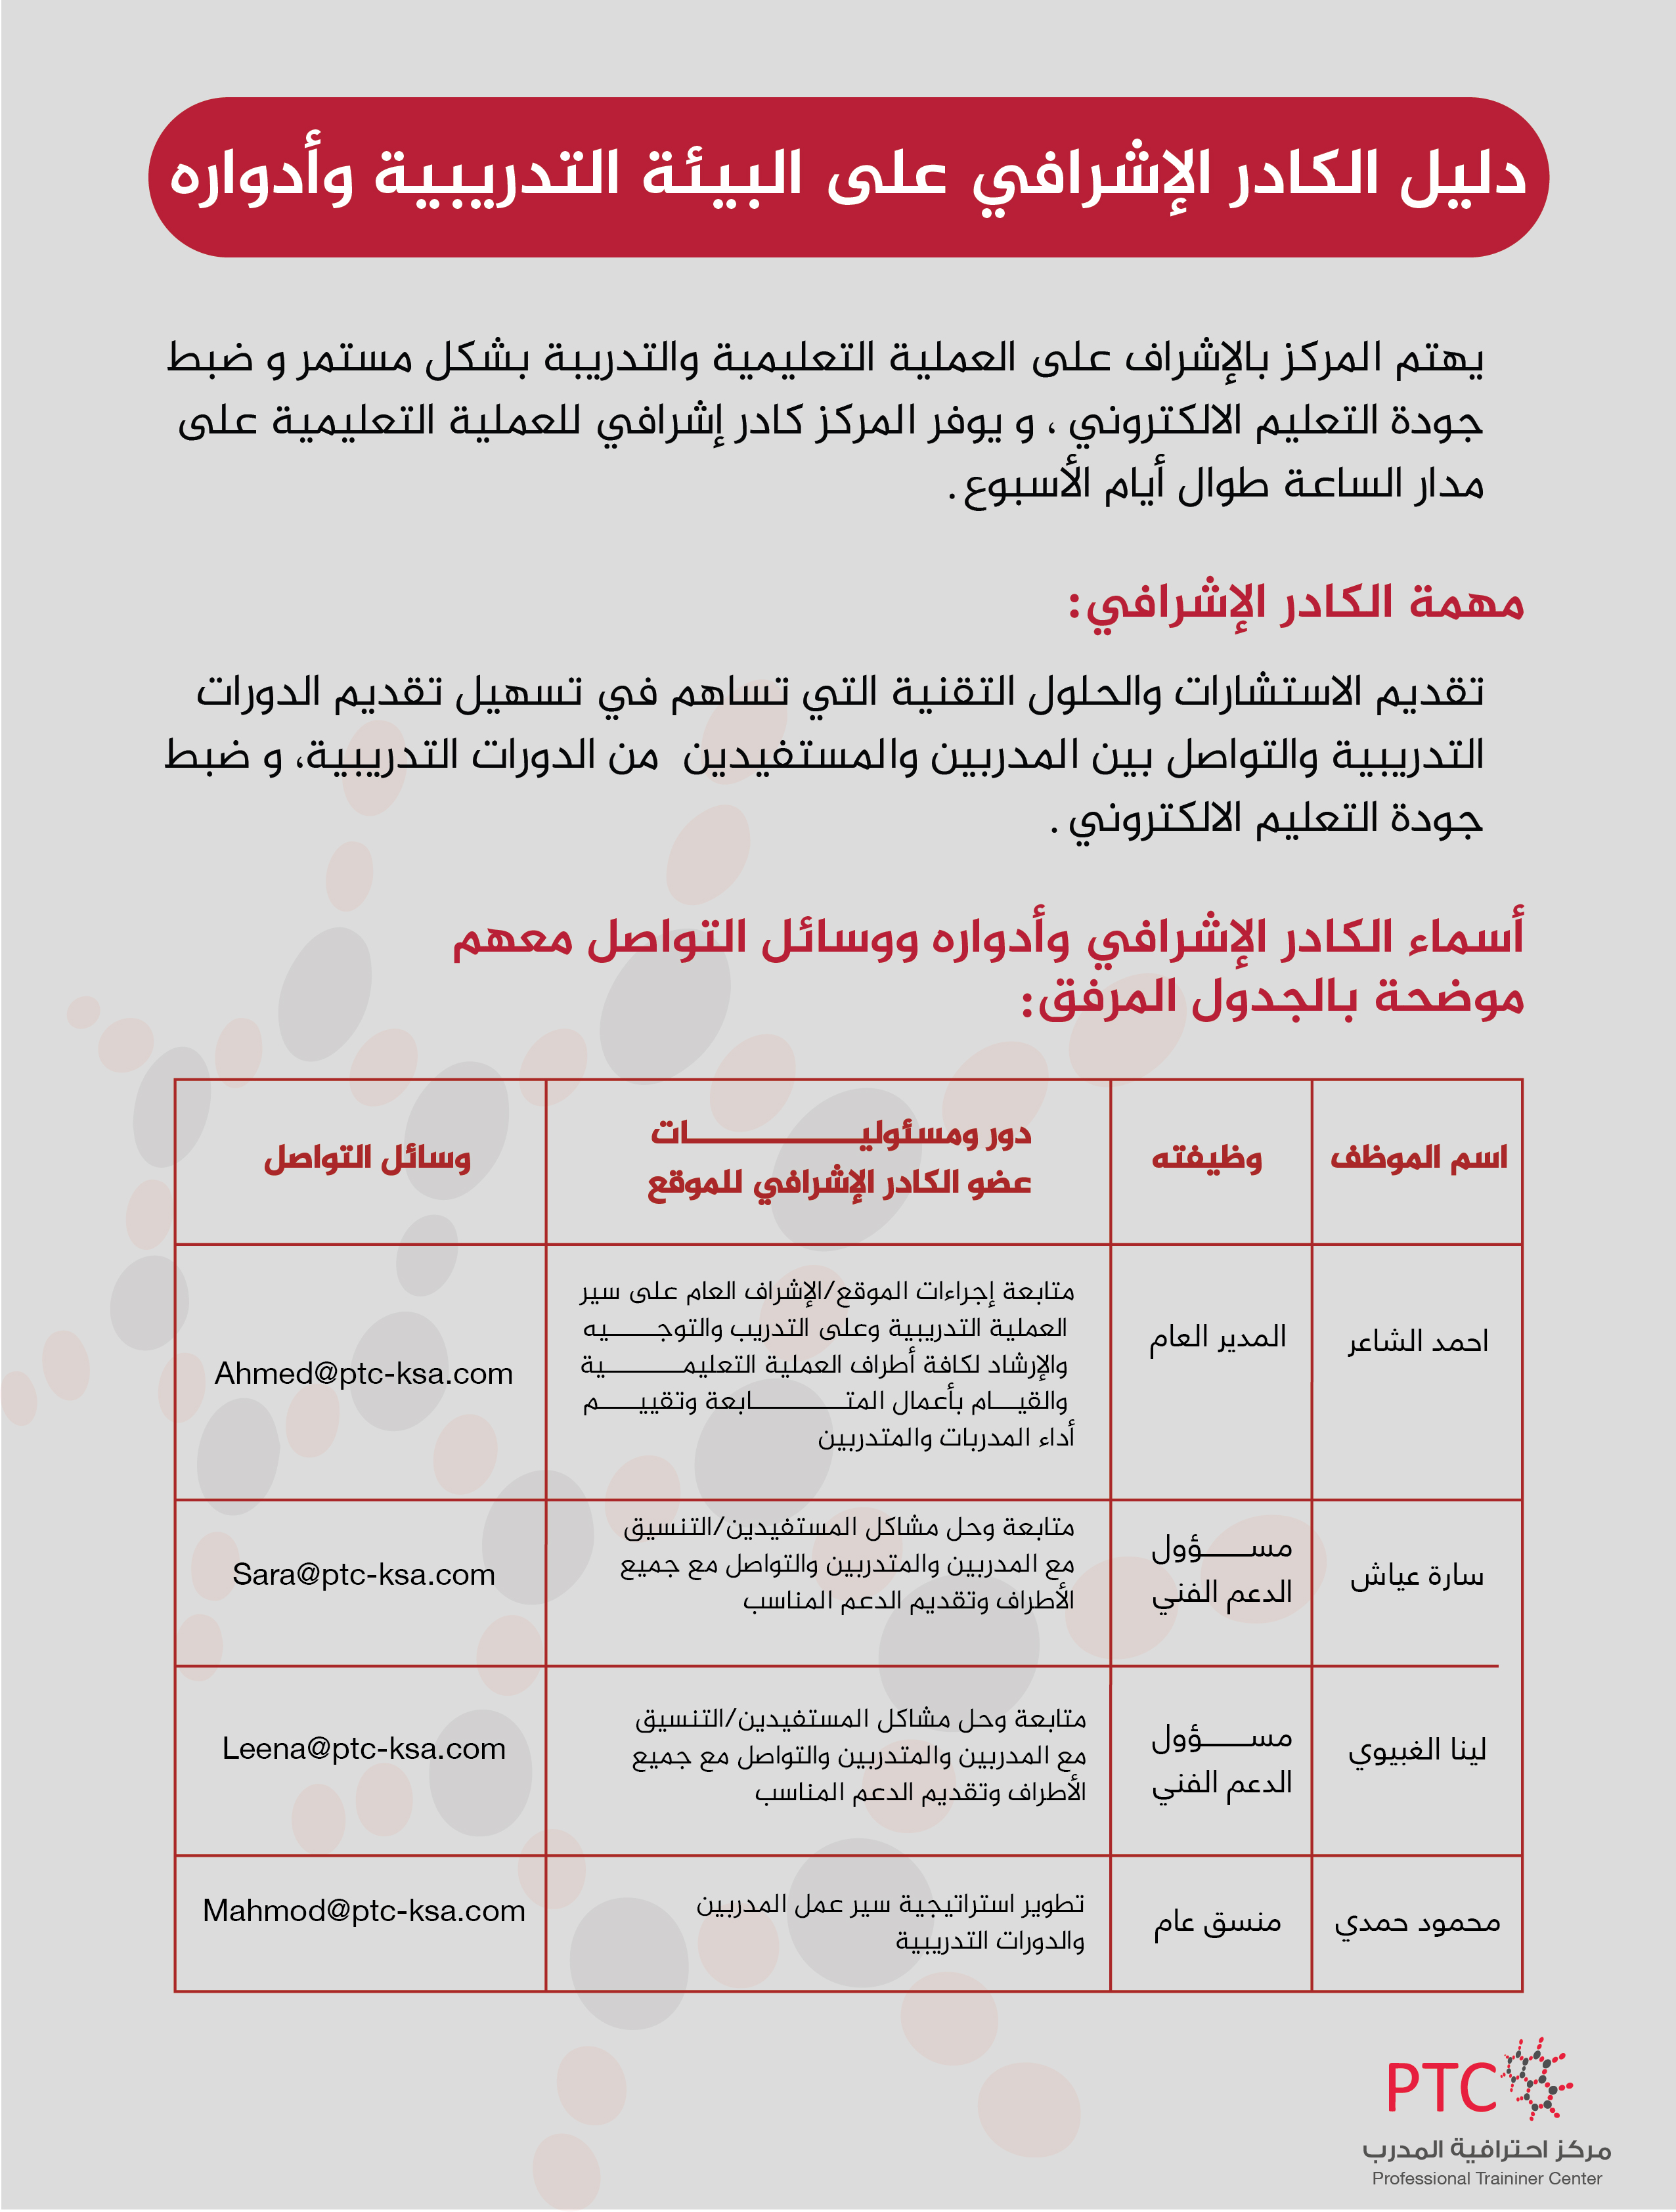 دليل الكادر الإشرافي على البيئة التدريبية وأدواره
يهتم المركز بالإشراف على العملية التعليمية والتدريبة بشكل مستمر و ضبط
جودة التعليم الالكتروني ، و يوفر المركز كادر إشرافي للعملية التعليمية على
مدار الساعة طوال أيام الأسبوع .
مهمة الكادر الإشرافي:
تقديم الاستشارات والحلول التقنية التي تساهم في تسهيل تقديم الدورات
التدريبية والتواصل بين المدربين والمستفيدين من الدورات التدريبية، و ضبط
جودة التعليم الالكتروني .
أسماء الكادر الإشرافي وأدواره ووسائل التواصل معهم
موضحة بالجدول المرفق:
اسم الموظف
وظيفته
دور ومسئوليـــــــــــات
عضو الكادر الإشرافي للموقع
وسائل التواصل
احمد الشاعر
المدير العام
متابعة إجراءات الموقع/الإشراف العام على سير
العملية التدريبية وعلى التدريب والتوجـــــيه
والإرشاد لكافة أطراف العملية التعليمـــــــــية
والقيـــام بأعمال المتـــــــــابعة وتقييــــم
أداء المدربات والمتدربين
Ahmed@ptc-ksa.com
سارة عياش
مســـــؤول
الدعم الفني
متابعة وحل مشاكل المستفيدين/التنسيق
مع المدربين والمتدربين والتواصل مع جميع
الأطراف وتقديم الدعم المناسب
Sara@ptc-ksa.com
لينا الغبيوي
مســـــؤول
الدعم الفني
متابعة وحل مشاكل المستفيدين/التنسيق
مع المدربين والمتدربين والتواصل مع جميع
الأطراف وتقديم الدعم المناسب
Leena@ptc-ksa.com
محمود حمدي
منسق عام
تطوير استراتيجية سير عمل المدربين
والدورات التدريبية
Mahmod@ptc-ksa.com
PTC
مركز احترافية المدرب
Professional Traininer Center